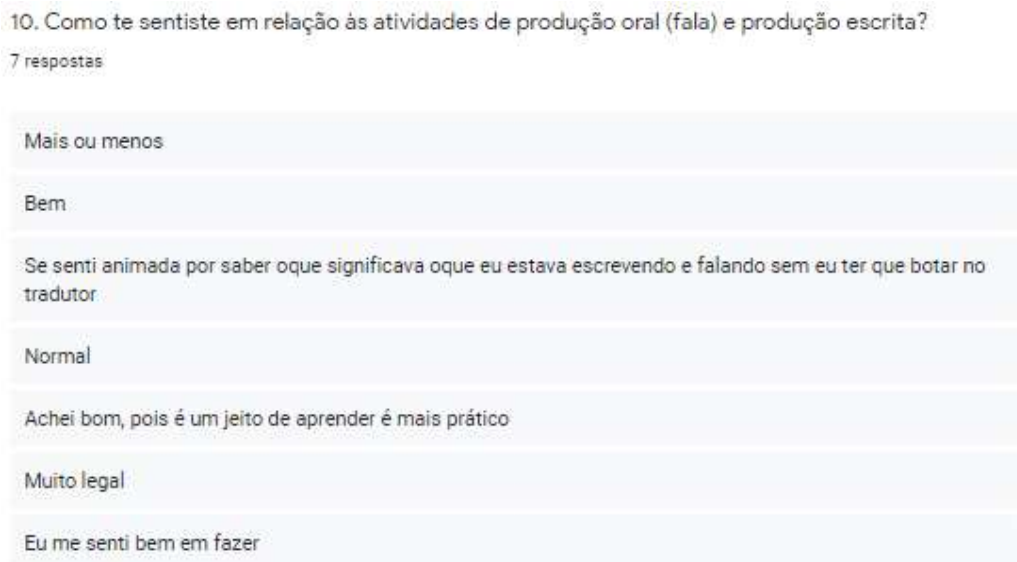 10. Como te sentiste em relação às atividades de produção oral (fala) e produção escrita?
7 respostas
Mais ou menos
Bem
Se senti animada por saber oque significava oque eu estava escrevendo e falando sem eu ter que botar no
tradutor
Normal
Achei bom, pois é um jeito de aprender é mais prático
Muito legal
Eu me senti bem em fazer